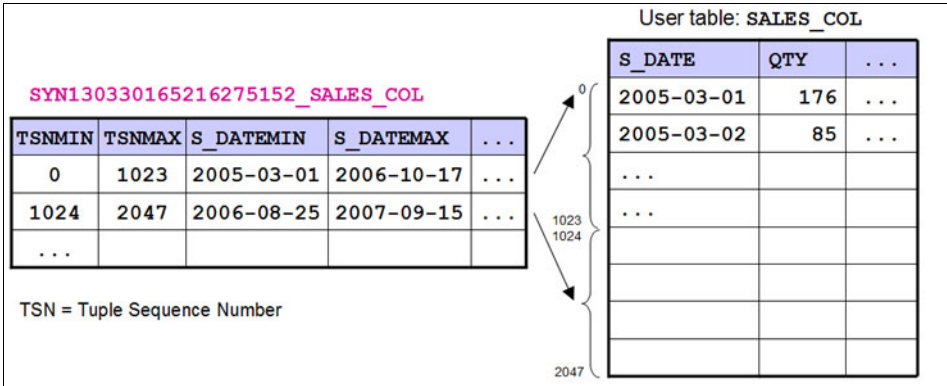 User table: SALES_COL
SYN130330165216275152_SALES_COL
TSNMIN TSNMAX S_DATEMIN S_DATEMAX ...
0 1023 2005-03-01 2006-10-17 ...
1024 2047 2006-08-25 2007-09-15 ...
...
TSN = Tuple Sequence Number
S_DATE QTY ...
0
2005-03-01 176 ...
2005-03-02 85 ...
...
...
1023
1024
2047